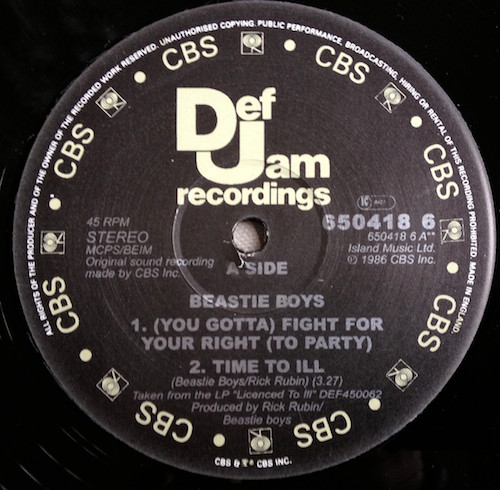 ALL RIGHTS OF THE PRODUCER AND OF THE OWNER OF THE RECORDED WORK RESERVED. UNAUTHORISED COPYING. PUBLIC PERFORMANCE, BROADCASTING, HIRING OR RENTAL OF THIS RECORDING PROHIBITED. MADE IN ENGLAND.
CBS
CBS
CBS
CBS
CBS
CBS
CBS
CBS
CBS
CBS
Def
Jam
recordings
45 RPM
STEREO
MCPS/BEIM
Original sound recording
made by CBS Inc.
650418 6
650418 6 A**
Island Music Ltd.
℗ 1986 CBS Inc.
A SIDE
BEASTIE BOYS
1. (YOU GOTTA) FIGHT FOR
YOUR RIGHT (TO PARTY)
2. TIME TO ILL
(Beastie Boys/Rick Rubin) (3.27)
Taken from the LP "Licenced To Ill" DEF450062
Produced by Rick Rubin/
Beastie boys
CBS & CBS INC.